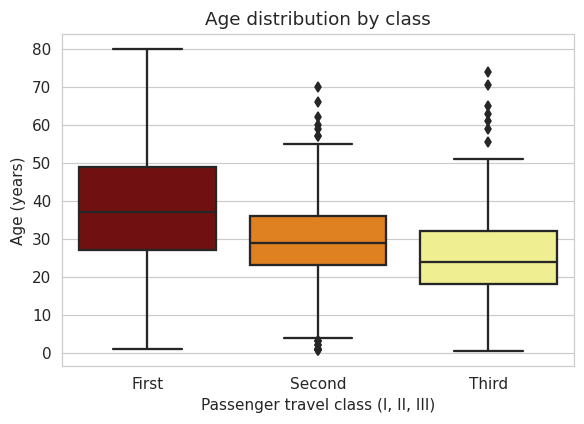 Age distribution by class
Age (years)
80
70
60
50
40
30
20
10
0
First Second Third
Passenger travel class (I, II, III)